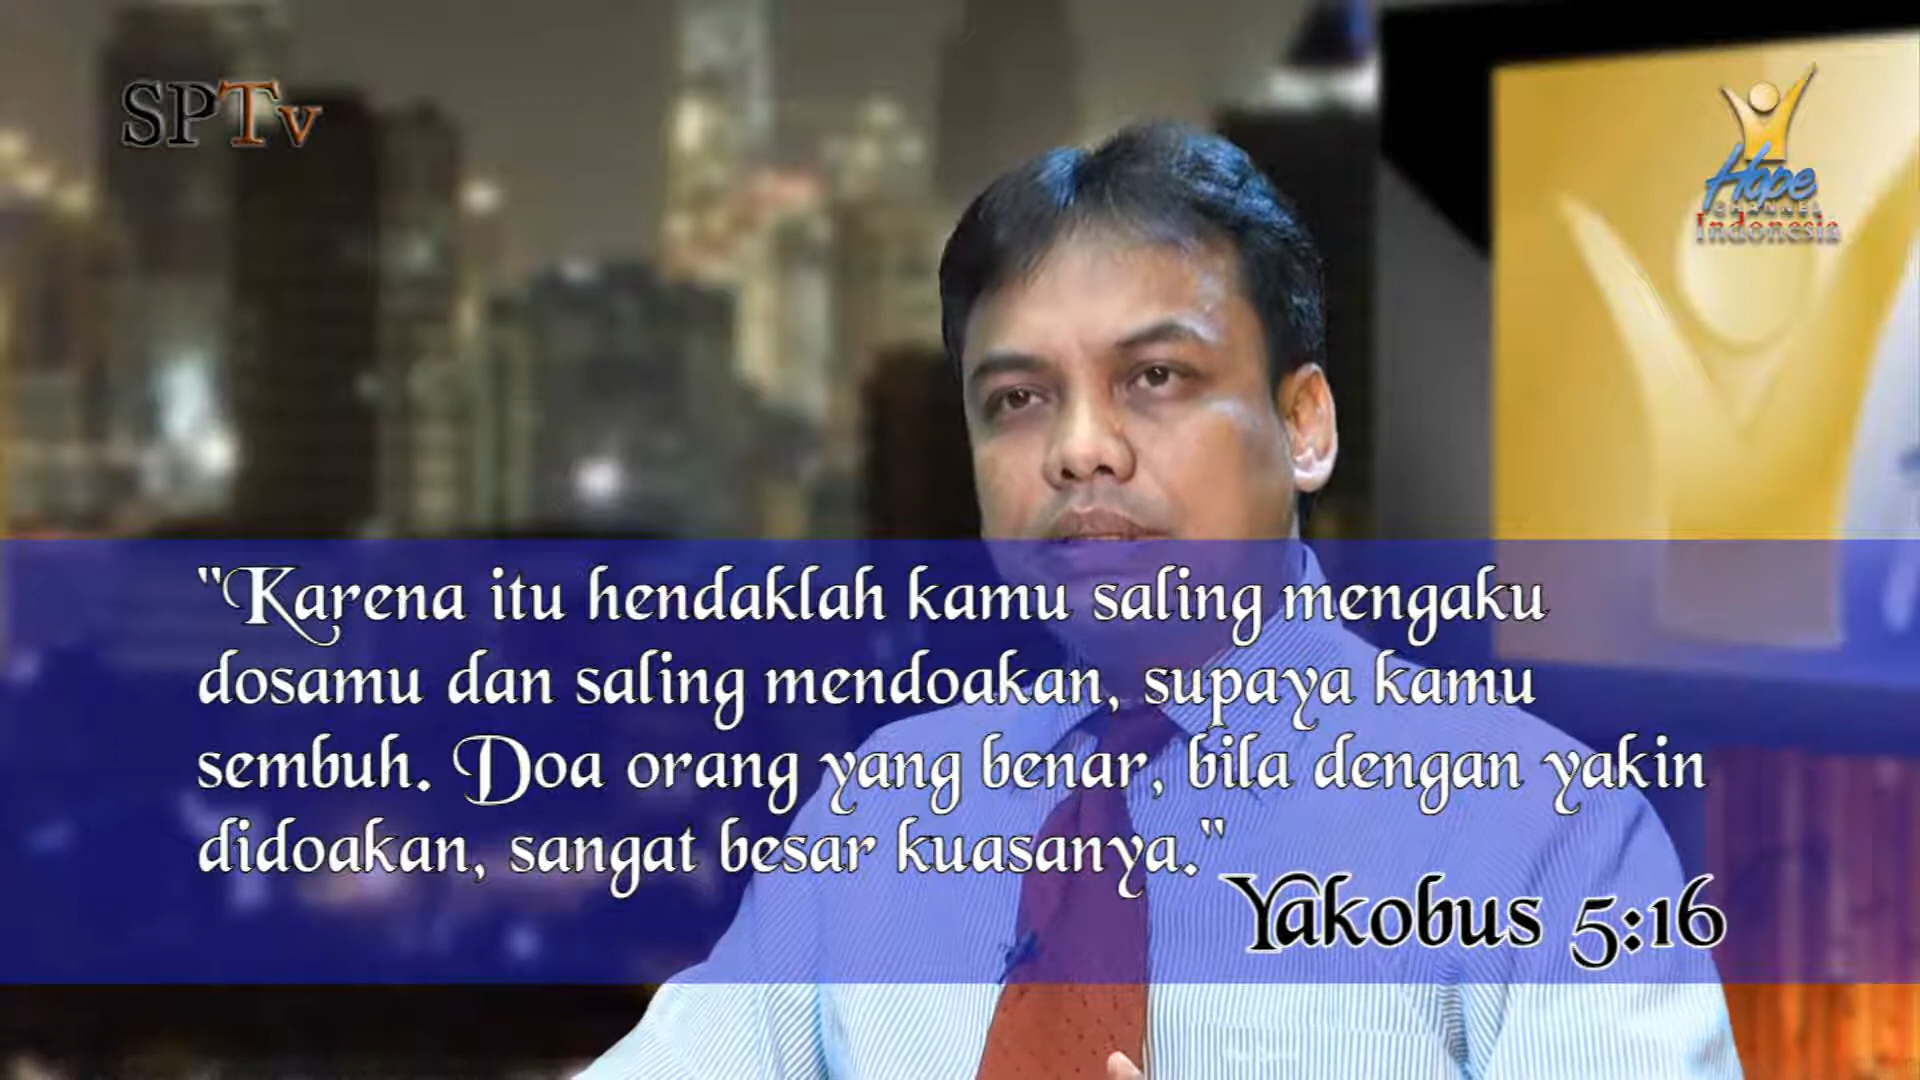 SPTv
Hope
CHANNEL
Indonesia
"Karena itu hendaklah kamu saling mengaku
dosamu dan saling mendoakan, supaya kamu
sembuh. Doa orang yang benar, bila dengan yakin
didoakan, sangat besar kuasanya."
Yakobus 5:16